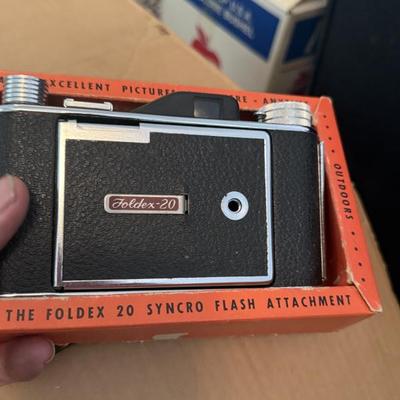 EXCELLENT PICTURES
Foldex-20
OUTDOORS....
THE FOLDEX 20 SYNCRO FLASH ATTACHMENT